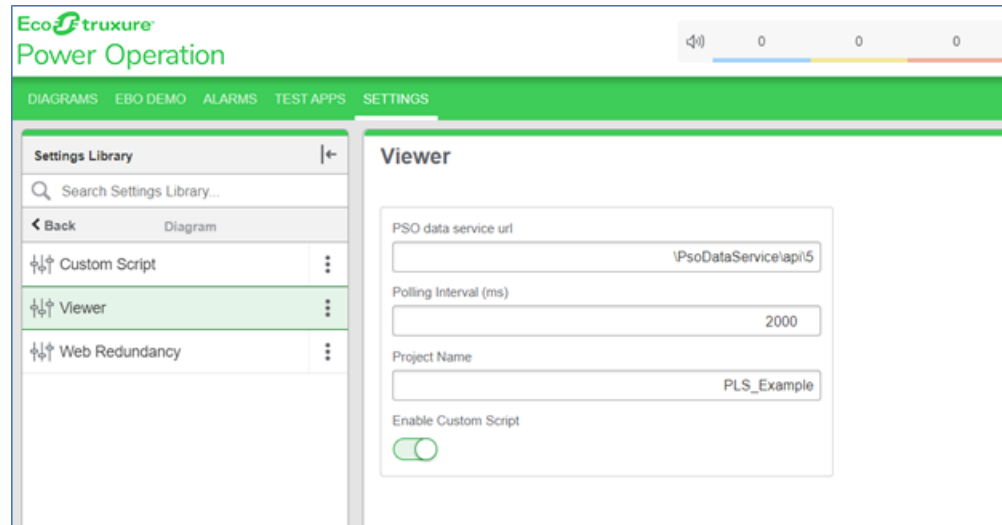 EcoStruxure
Power Operation
0 0 0
DIAGRAMS EBO DEMO ALARMS TEST APPS SETTINGS
Settings Library
Search Settings Library...
Back Diagram
Custom Script
Viewer
Web Redundancy
Viewer
PSO data service url
\PsoDataService\api\5
Polling Interval (ms)
2000
Project Name
PLS_Example
Enable Custom Script